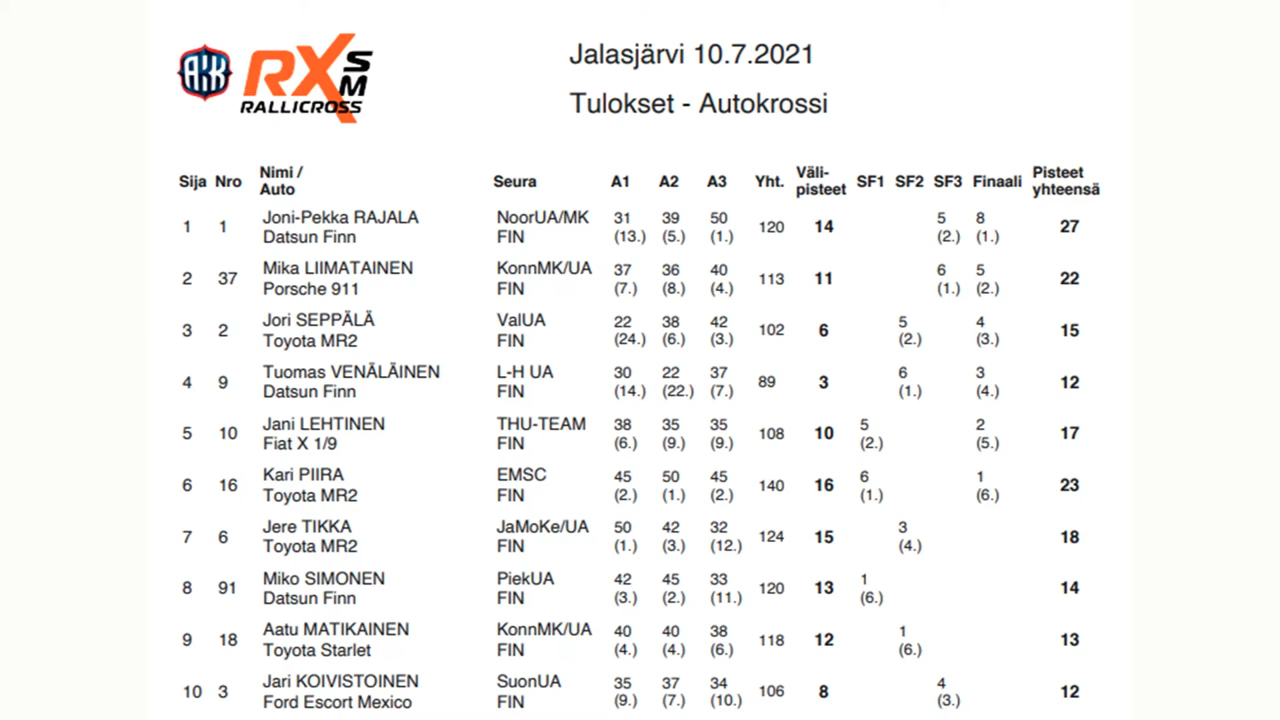 AKK RX SM
RALLICROSS
Jalasjärvi 10.7.2021
Tulokset - Autokrossi
Sija Nro Nimi / Auto Seura A1 A2 A3 Yht. Väli-pisteet SF1 SF2 SF3 Finaali Pisteet yhteensä
1 1 Joni-Pekka RAJALA NoorUA/MK 31 39 50 120 14 5 8 27
Datsun Finn FIN (13.) (5.) (1.) (2.) (1.)
2 37 Mika LIIMATAINEN KonnMK/UA 37 36 40 113 11 6 5 22
Porsche 911 FIN (7.) (8.) (4.) (1.) (2.)
3 2 Jori SEPPÄLÄ ValUA 22 38 42 102 6 5 4 15
Toyota MR2 FIN (24.) (6.) (3.) (2.) (3.)
4 9 Tuomas VENÄLÄINEN L-H UA 30 22 37 89 3 6 3 12
Datsun Finn FIN (14.) (22.) (7.) (1.) (4.)
5 10 Jani LEHTINEN THU-TEAM 38 35 35 108 10 5 2 17
Fiat X 1/9 FIN (6.) (9.) (9.) (2.) (5.)
6 16 Kari PIIRA EMSC 45 50 45 140 16 6 1 23
Toyota MR2 FIN (2.) (1.) (2.) (1.) (6.)
7 6 Jere TIKKA JaMoKe/UA 50 42 32 124 15 3 18
Toyota MR2 FIN (1.) (3.) (12.) (4.)
8 91 Miko SIMONEN PiekUA 42 45 33 120 13 1 14
Datsun Finn FIN (3.) (2.) (11.) (6.)
9 18 Aatu MATIKAINEN KonnMK/UA 40 40 38 118 12 1 13
Toyota Starlet FIN (4.) (4.) (6.) (6.)
10 3 Jari KOIVISTOINEN SuonUA 35 37 34 106 8 4 12
Ford Escort Mexico FIN (9.) (7.) (10.) (3.)